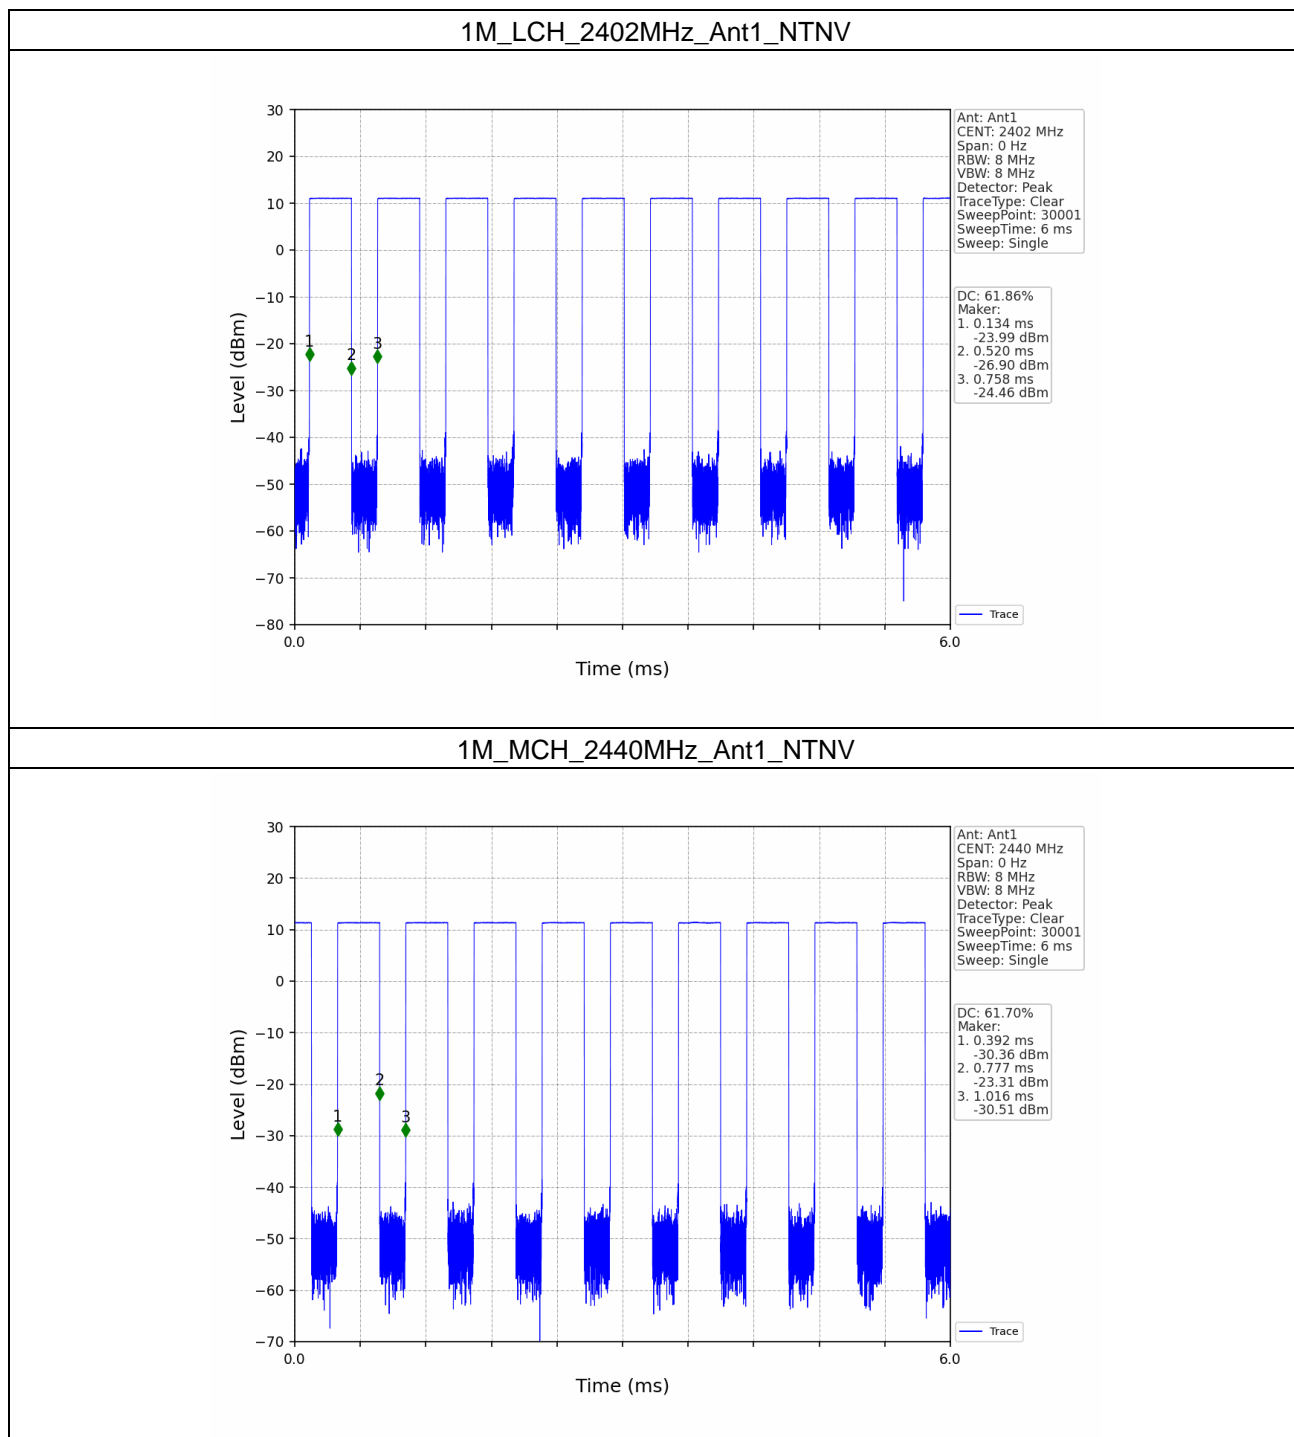 1M_LCH_2402MHz_Ant1_NTNV
30
20
10
0
−10
−20
−30
−40
−50
−60
−70
−80
Level (dBm)
1
2
3
0.0
6.0
Time (ms)
Ant: Ant1
CENT: 2402 MHz
Span: 0 Hz
RBW: 8 MHz
VBW: 8 MHz
Detector: Peak
TraceType: Clear
SweepPoint: 30001
SweepTime: 6 ms
Sweep: Single
DC: 61.86%
Maker:
1. 0.134 ms
-23.99 dBm
2. 0.520 ms
-26.90 dBm
3. 0.758 ms
-24.46 dBm
Trace
1M_MCH_2440MHz_Ant1_NTNV
30
20
10
0
−10
−20
−30
−40
−50
−60
−70
Level (dBm)
1
2
3
0.0
6.0
Time (ms)
Ant: Ant1
CENT: 2440 MHz
Span: 0 Hz
RBW: 8 MHz
VBW: 8 MHz
Detector: Peak
TraceType: Clear
SweepPoint: 30001
SweepTime: 6 ms
Sweep: Single
DC: 61.70%
Maker:
1. 0.392 ms
-30.36 dBm
2. 0.777 ms
-23.31 dBm
3. 1.016 ms
-30.51 dBm
Trace